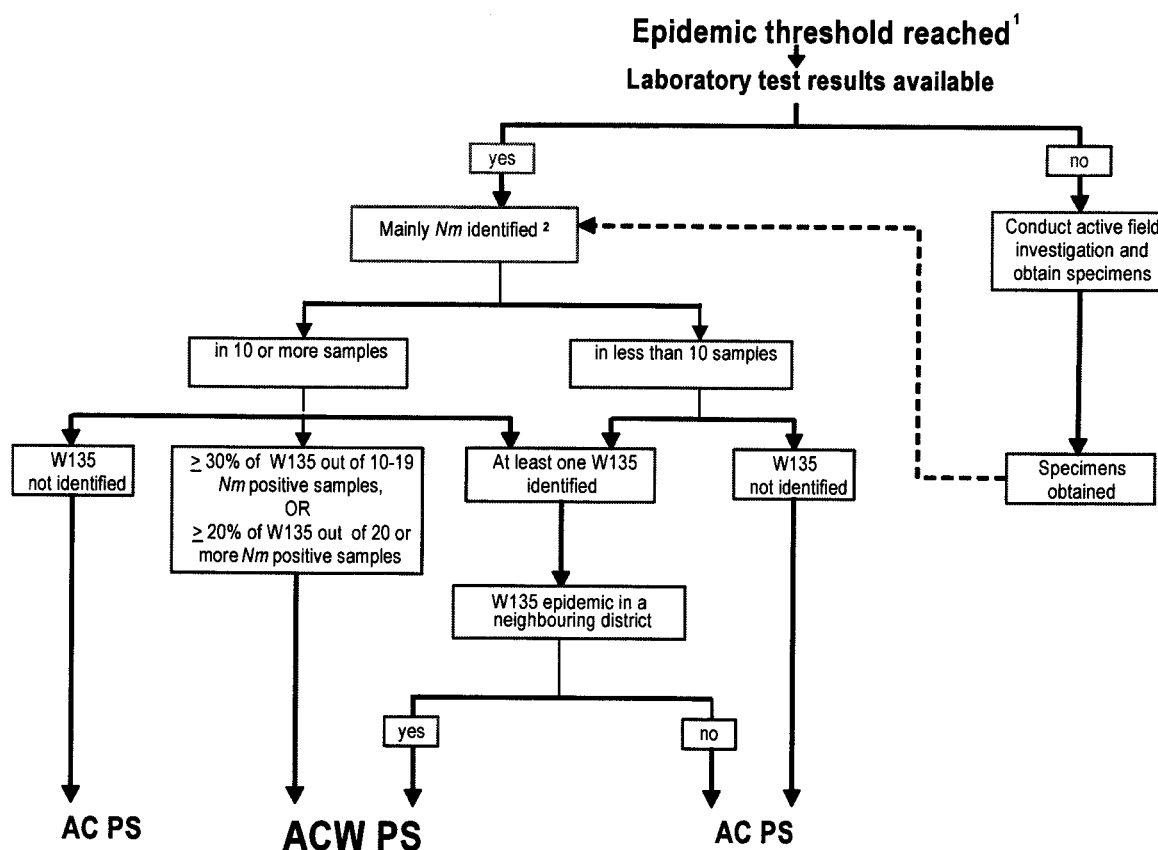 Epidemic threshold reached¹
Laboratory test results available
yes
no
Mainly Nm identified ²
Conduct active field
investigation and
obtain specimens
in 10 or more samples
in less than 10 samples
W135
not identified
≥ 30% of W135 out of 10-19
Nm positive samples,
OR
≥ 20% of W135 out of 20 or
more Nm positive samples
At least one W135
identified
W135
not identified
Specimens
obtained
W135 epidemic in a
neighbouring district
yes
no
AC PS
ACW PS
AC PS